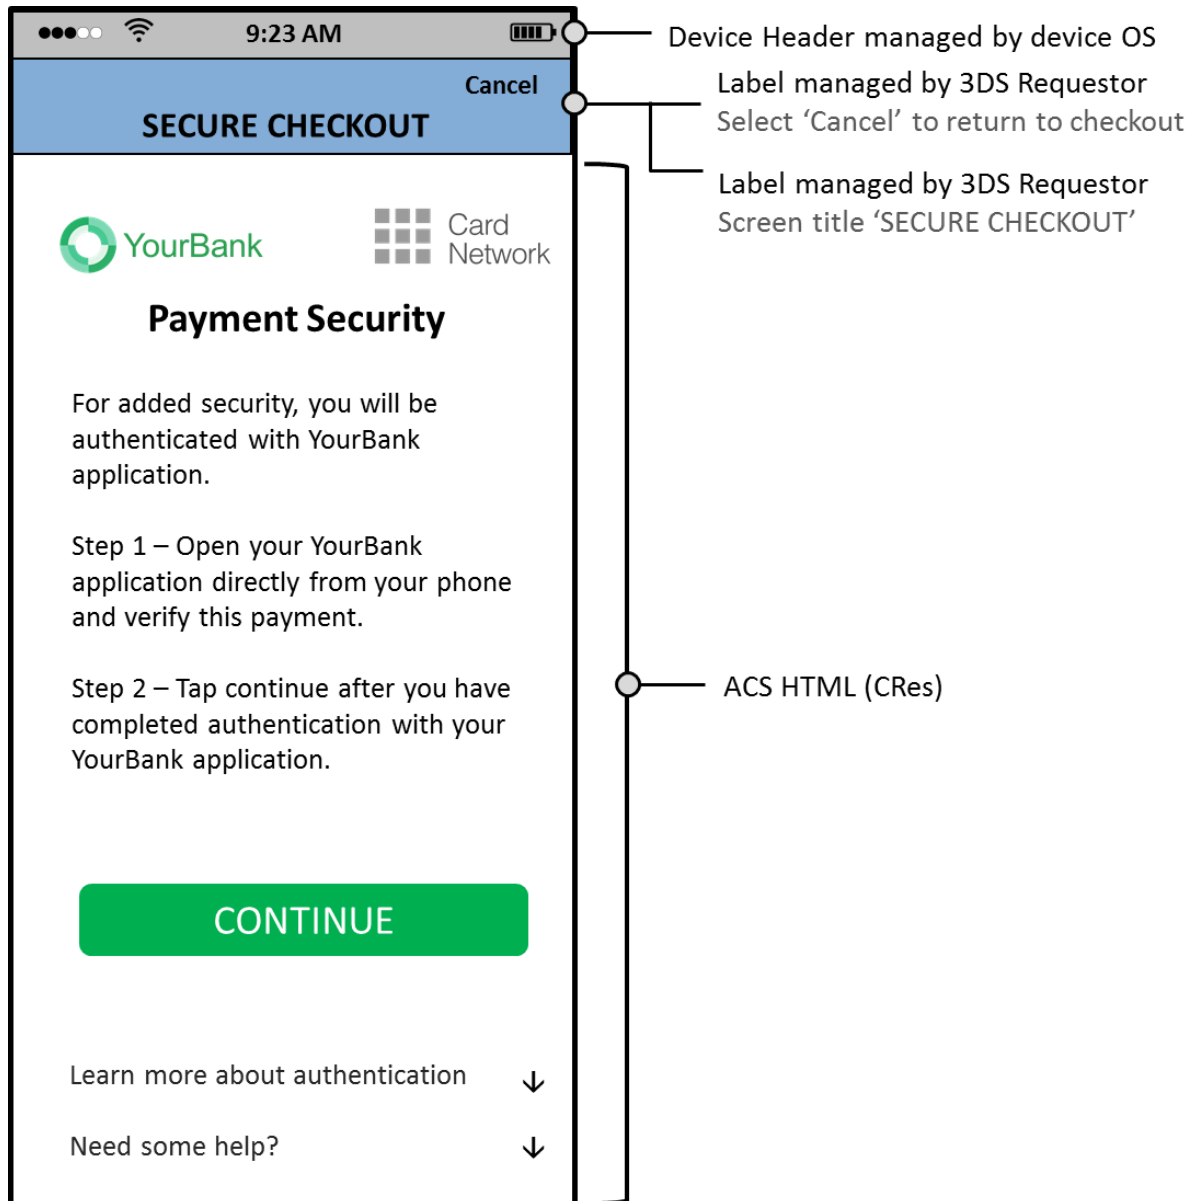 9:23 AM
Device Header managed by device OS
Cancel
SECURE CHECKOUT
Label managed by 3DS Requestor
Select ‘Cancel’ to return to checkout
Label managed by 3DS Requestor
Screen title ‘SECURE CHECKOUT’
YourBank
Card
Network
Payment Security
For added security, you will be
authenticated with YourBank
application.
Step 1 – Open your YourBank
application directly from your phone
and verify this payment.
Step 2 – Tap continue after you have
completed authentication with your
YourBank application.
ACS HTML (CRes)
CONTINUE
Learn more about authentication
Need some help?